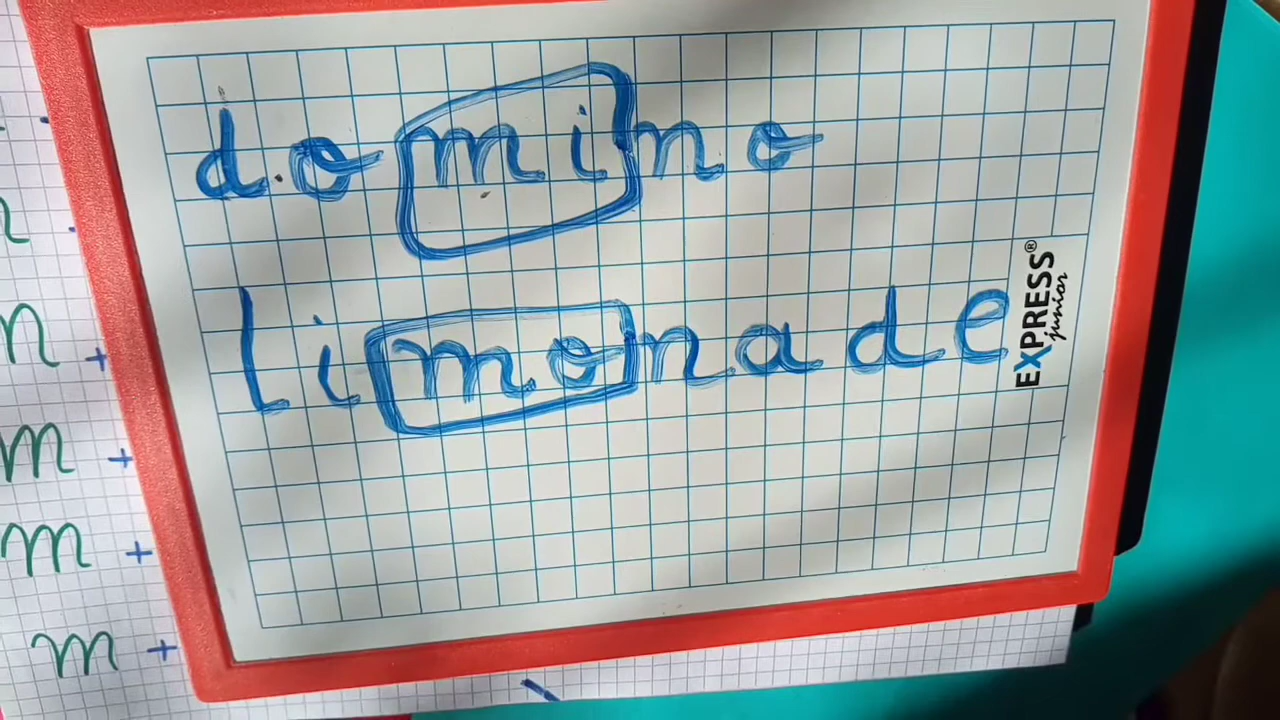 domino
limonade
EXPRESS®
junior
n
m +
m +
m +